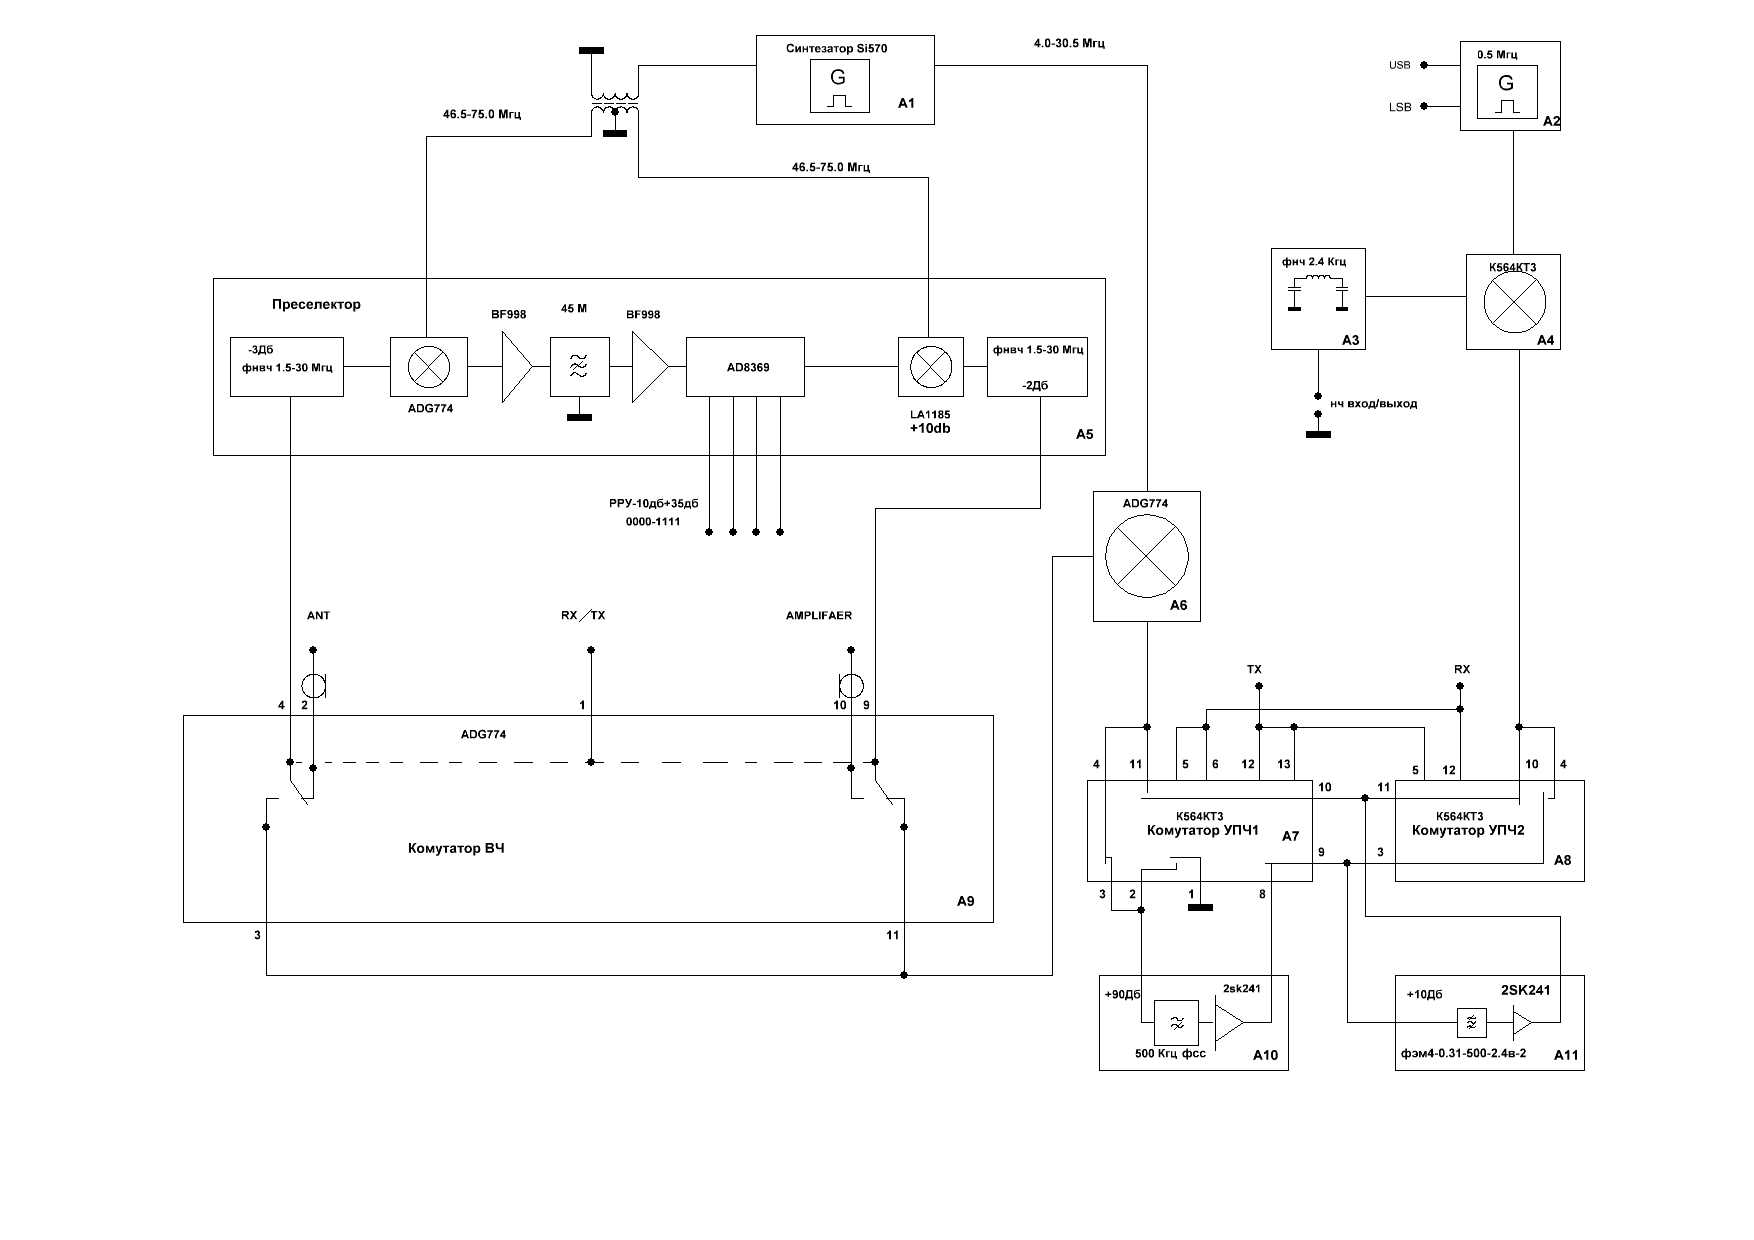 Синтезатор Si570
G
A1
4.0-30.5 Мгц
USB
LSB
0.5 Мгц
G
A2
46.5-75.0 Мгц
46.5-75.0 Мгц
фнч 2.4 Кгц
A3
К564КТ3
A4
нч вход/выход
Преселектор
-3Дб
фнвч 1.5-30 Мгц
ADG774
BF998
45 М
BF998
AD8369
LA1185
+10db
фнвч 1.5-30 Мгц
-2Дб
A5
РРУ-10дб+35дб
0000-1111
ADG774
A6
ANT
RX/TX
AMPLIFAER
4
2
1
10
9
ADG774
Комутатор ВЧ
A9
3
11
TX
RX
4
11
5
6
12
13
10
К564КТ3
Комутатор УПЧ1
A7
9
3
2
1
8
5
12
10
4
11
К564КТ3
Комутатор УПЧ2
3
A8
+90Дб
2sk241
500 Кгц фсс
A10
+10Дб
2SK241
фэм4-0.31-500-2.4в-2
A11